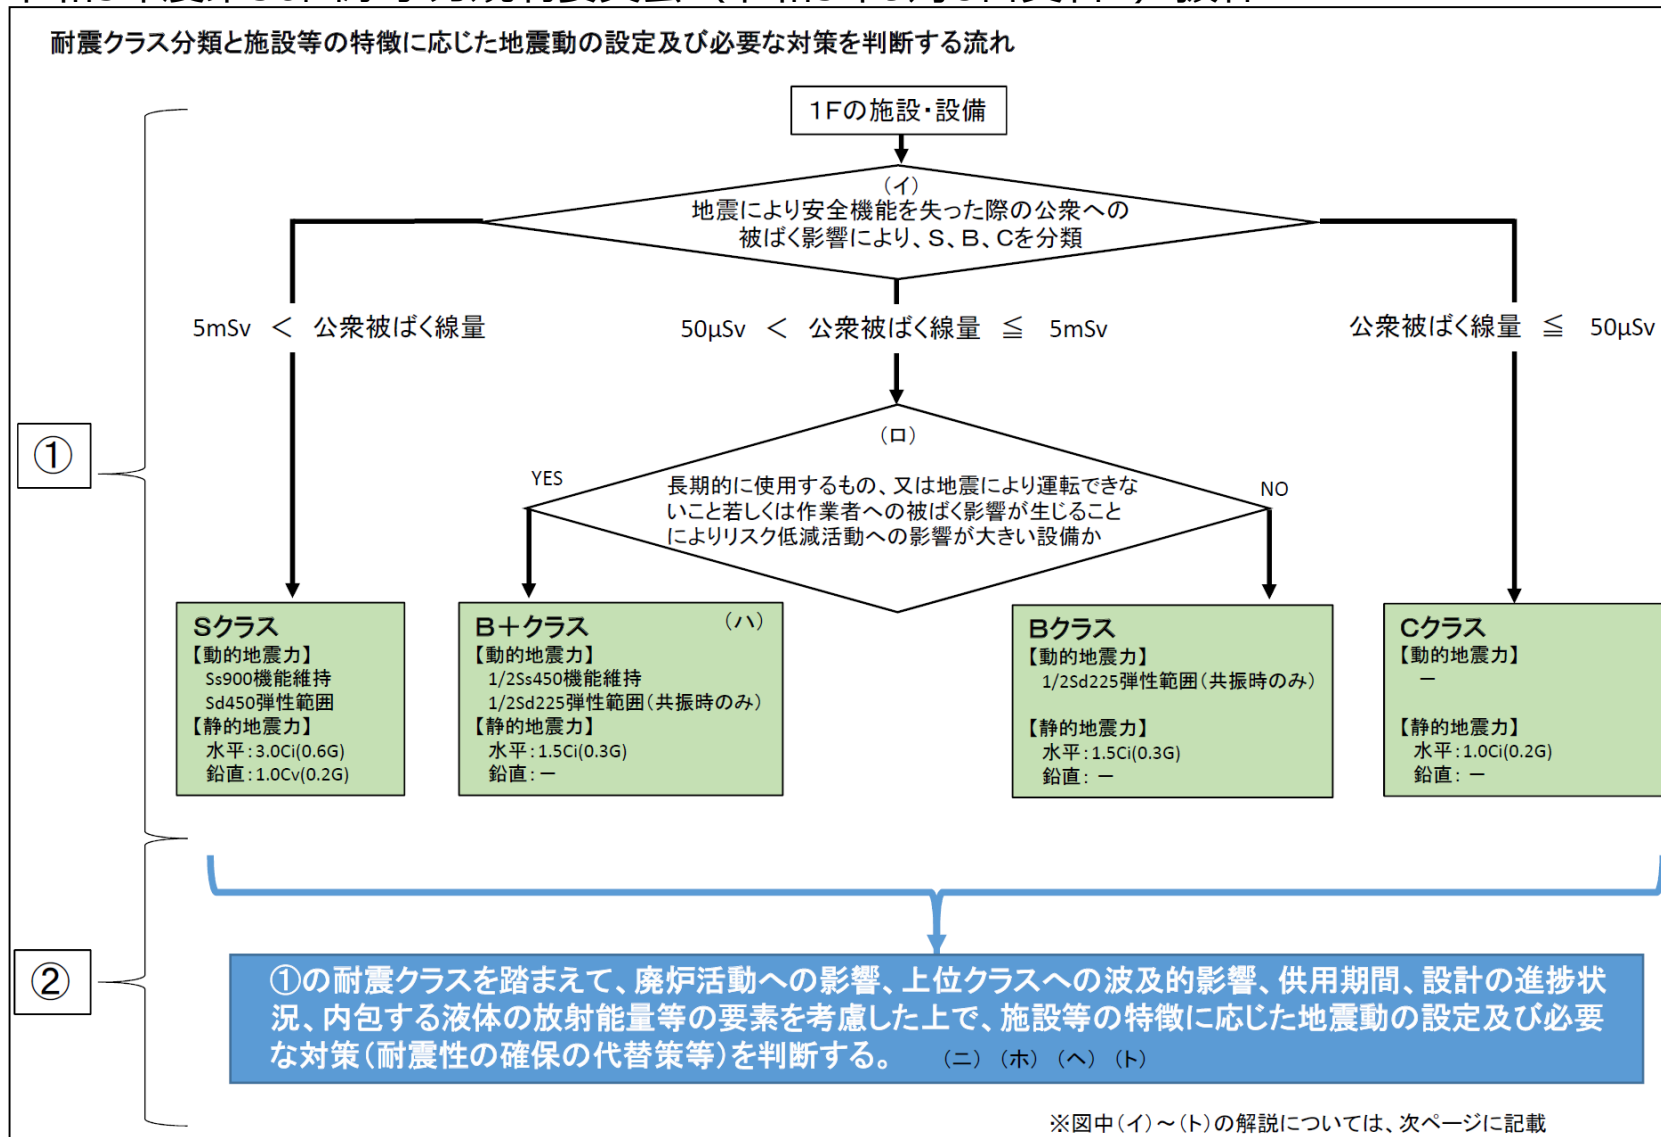 耐震クラス分類と施設等の特徴に応じた地震動の設定及び必要な対策を判断する流れ
1Fの施設・設備
(イ)
地震により安全機能を失った際の公衆への
被ばく影響により、S、B、Cを分類
5mSv < 公衆被ばく線量
50μSv < 公衆被ばく線量 ≦ 5mSv
公衆被ばく線量 ≦ 50μSv
①
(ロ)
YES
NO
長期的に使用するもの、又は地震により運転できな
いこと若しくは作業者への被ばく影響が生じること
によりリスク低減活動への影響が大きい設備か
Sクラス
【動的地震力】
Ss900機能維持
Sd450弾性範囲
【静的地震力】
水平:3.0Ci(0.6G)
鉛直:1.0Cv(0.2G)
B+クラス (ハ)
【動的地震力】
1/2Ss450機能維持
1/2Sd225弾性範囲(共振時のみ)
【静的地震力】
水平:1.5Ci(0.3G)
鉛直:ー
Bクラス
【動的地震力】
1/2Sd225弾性範囲(共振時のみ)
【静的地震力】
水平:1.5Ci(0.3G)
鉛直: ー
Cクラス
【動的地震力】
ー
【静的地震力】
水平:1.0Ci(0.2G)
鉛直: ー
②
①の耐震クラスを踏まえて、廃炉活動への影響、上位クラスへの波及的影響、供用期間、設計の進捗状
況、内包する液体の放射能量等の要素を考慮した上で、施設等の特徴に応じた地震動の設定及び必要
な対策(耐震性の確保の代替策等)を判断する。 (ニ) (ホ) (ヘ) (ト)
※図中(イ)~(ト)の解説については、次ページに記載